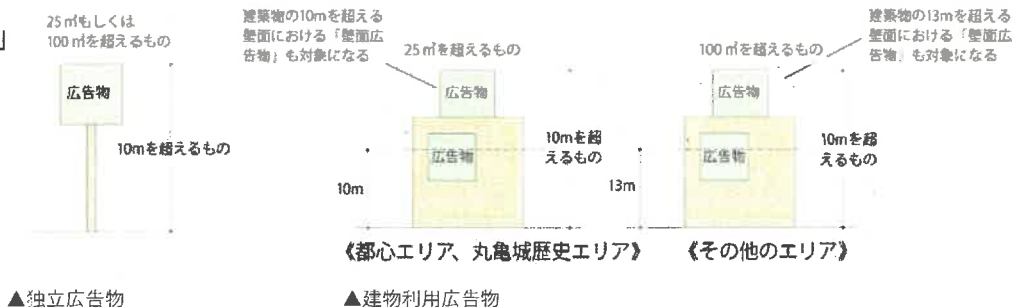 」
25㎡もしくは
100㎡を超えるもの
広告物
10mを超えるもの
▲独立広告物
建築物の10mを超える
壁面における「壁面広
告物」も対象になる
25㎡を超えるもの
広告物
広告物
10mを超
えるもの
10m
《都心エリア、丸亀城歴史エリア》
建築物の13mを超える
壁面における「壁面広
告物」も対象になる
100㎡を超えるもの
広告物
広告物
10mを超
えるもの
13m
《その他のエリア》
▲建物利用広告物